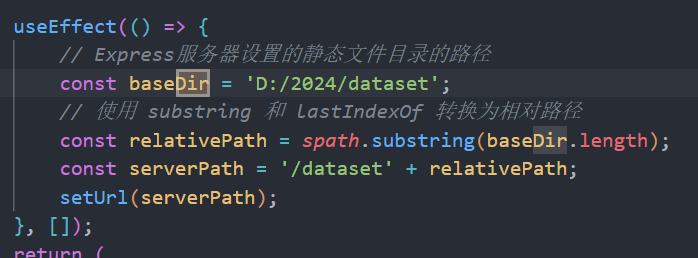 useEffect(() => {
// Express服务器设置的静态文件目录的路径
const baseDir = 'D:/2024/dataset';
// 使用 substring 和 lastIndexOf 转换为相对路径
const relativePath = spath.substring(baseDir.length);
const serverPath = '/dataset' + relativePath;
setUrl(serverPath);
}, []);
return (